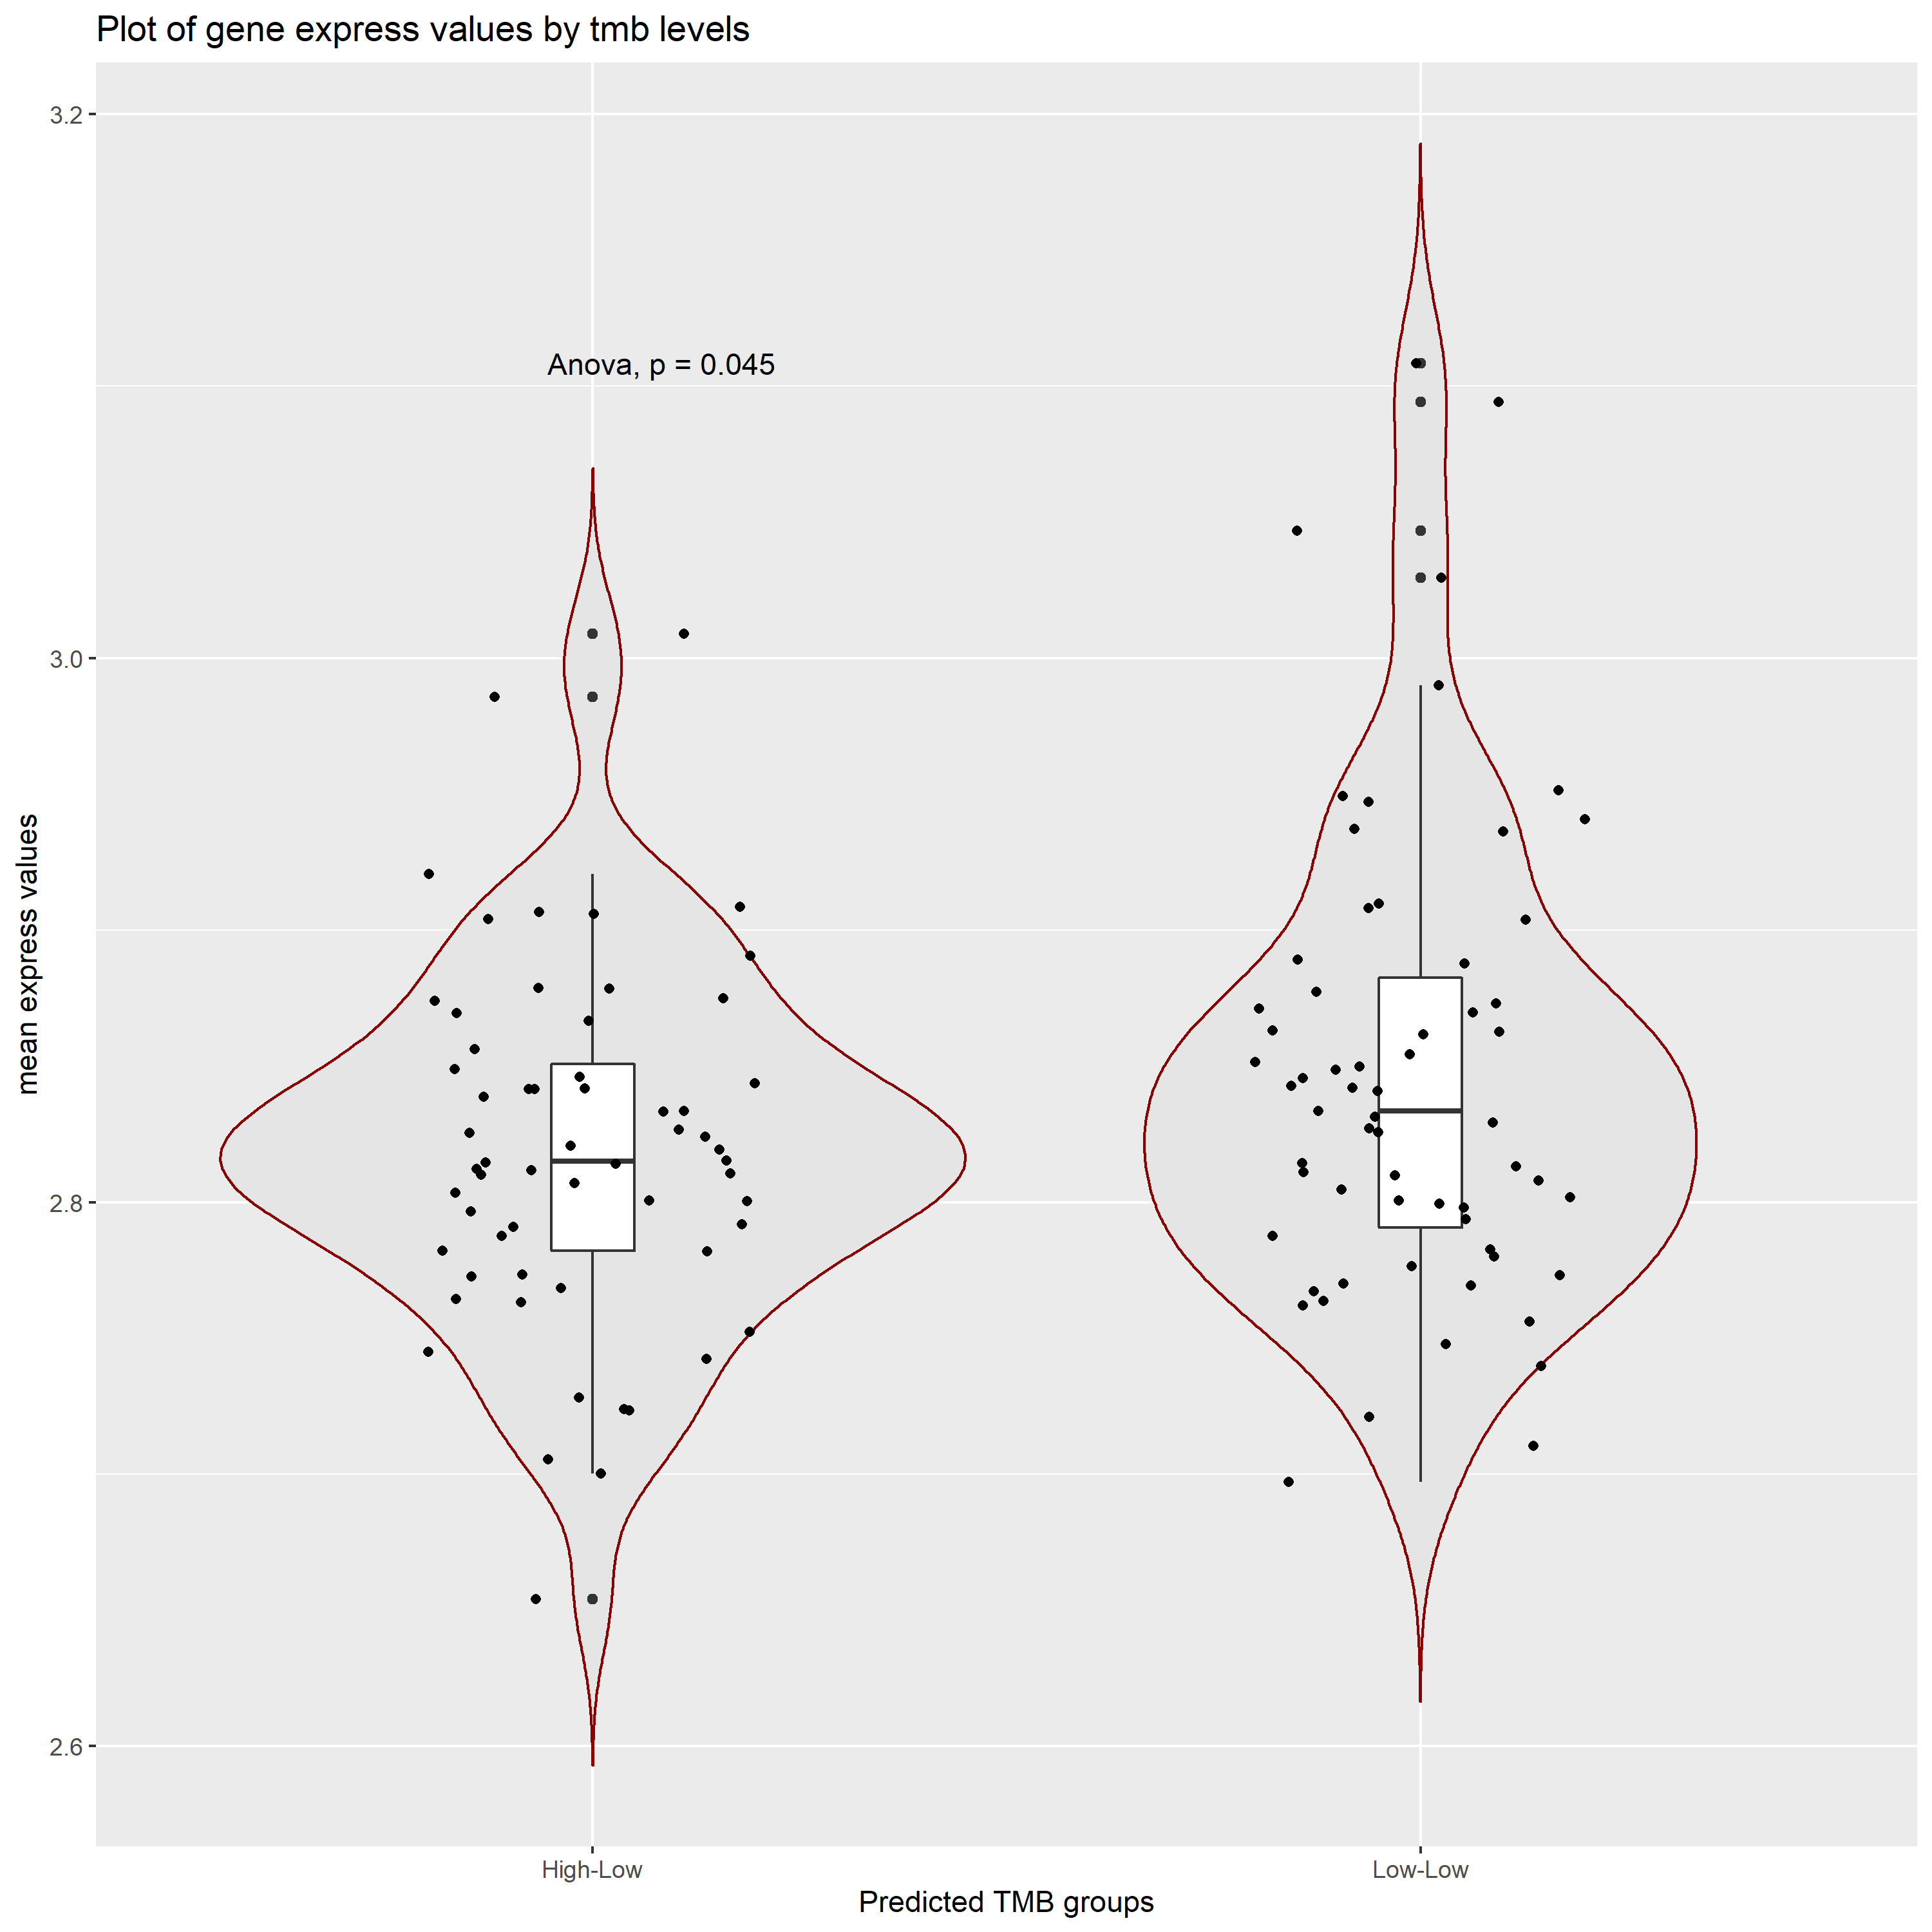 Plot of gene express values by tmb levels
3.2
Anova, p = 0.045
3.0
mean express values
2.8
2.6
High-Low
Low-Low
Predicted TMB groups